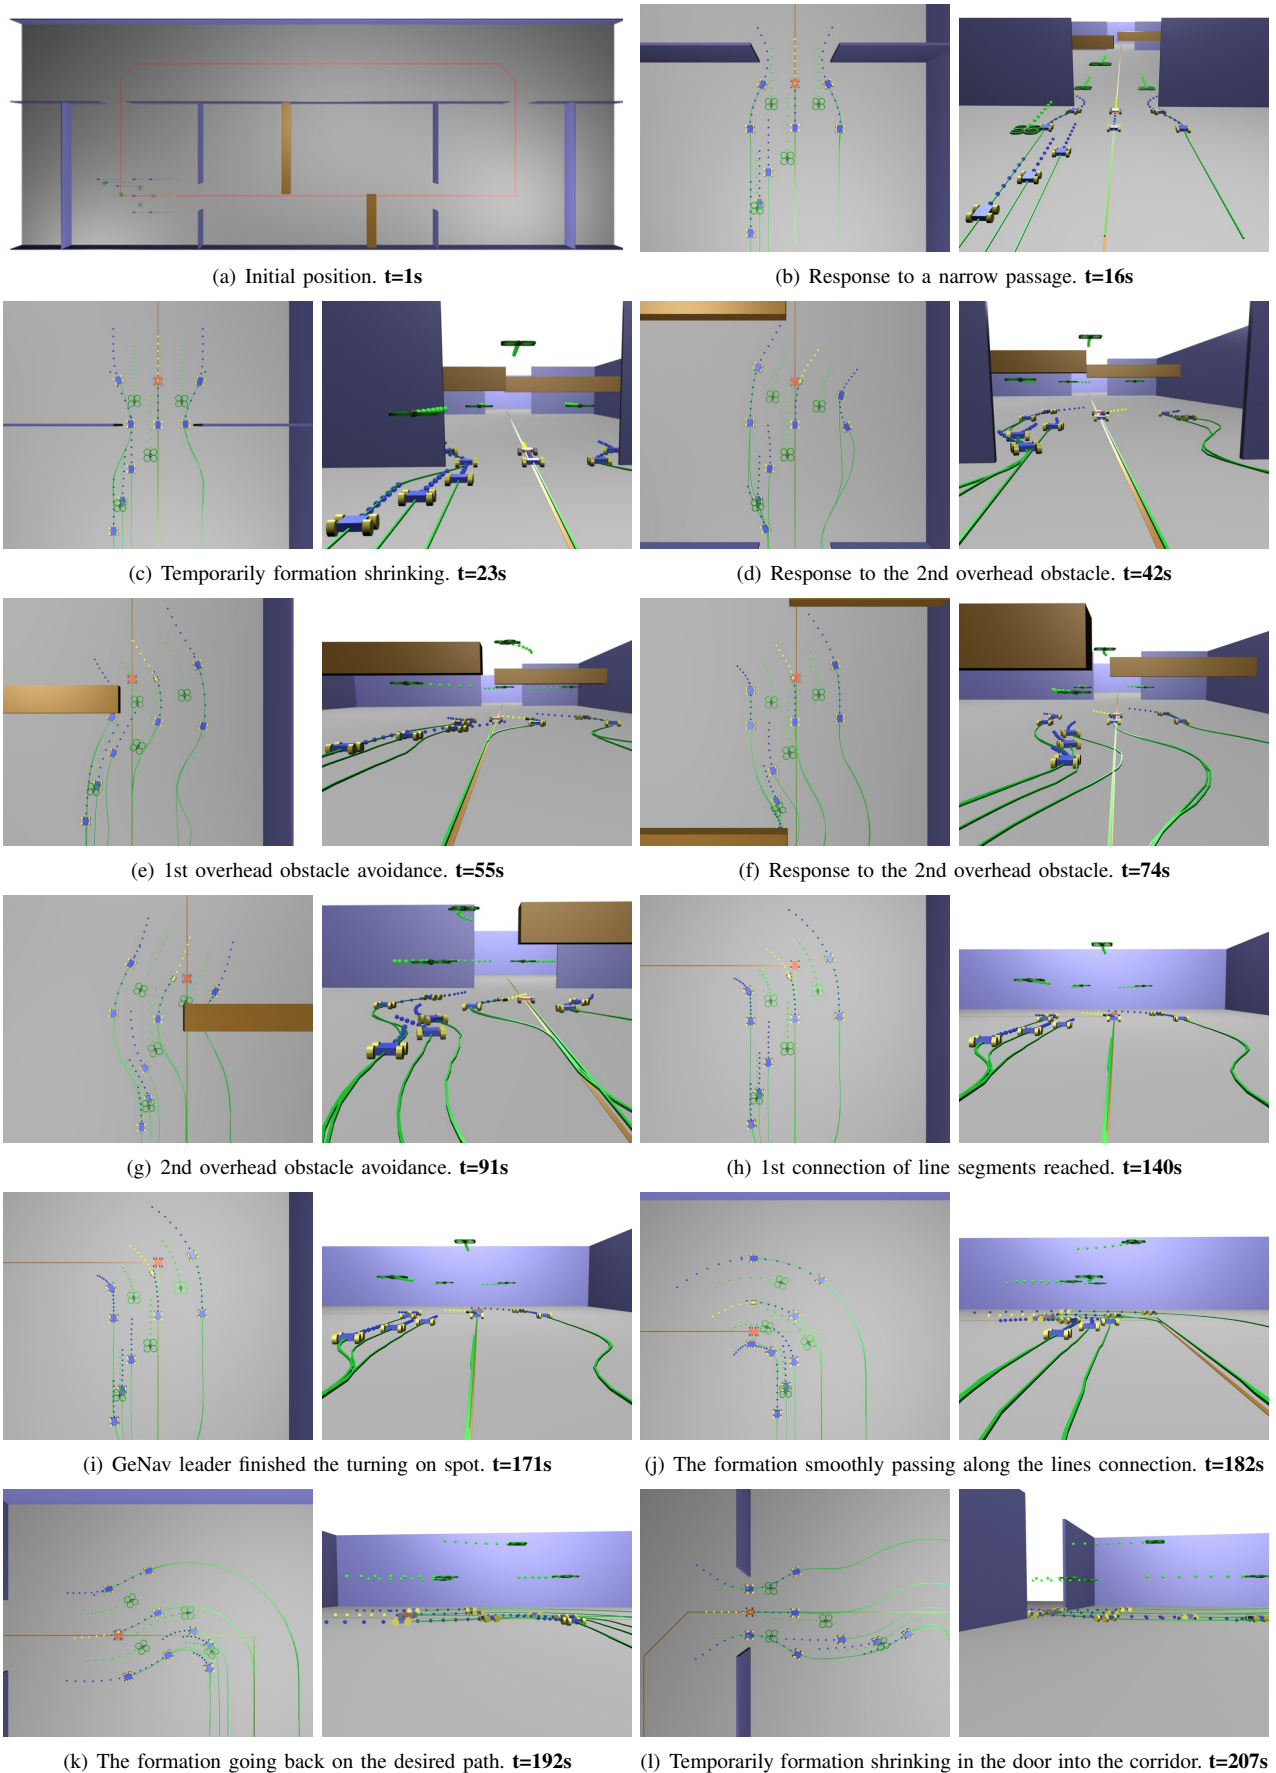 (a) Initial position. t=1s
(b) Response to a narrow passage. t=16s
(c) Temporarily formation shrinking. t=23s
(d) Response to the 2nd overhead obstacle. t=42s
(e) 1st overhead obstacle avoidance. t=55s
(f) Response to the 2nd overhead obstacle. t=74s
(g) 2nd overhead obstacle avoidance. t=91s
(h) 1st connection of line segments reached. t=140s
(i) GeNav leader finished the turning on spot. t=171s
(j) The formation smoothly passing along the lines connection. t=182s
(k) The formation going back on the desired path. t=192s
(l) Temporarily formation shrinking in the door into the corridor. t=207s